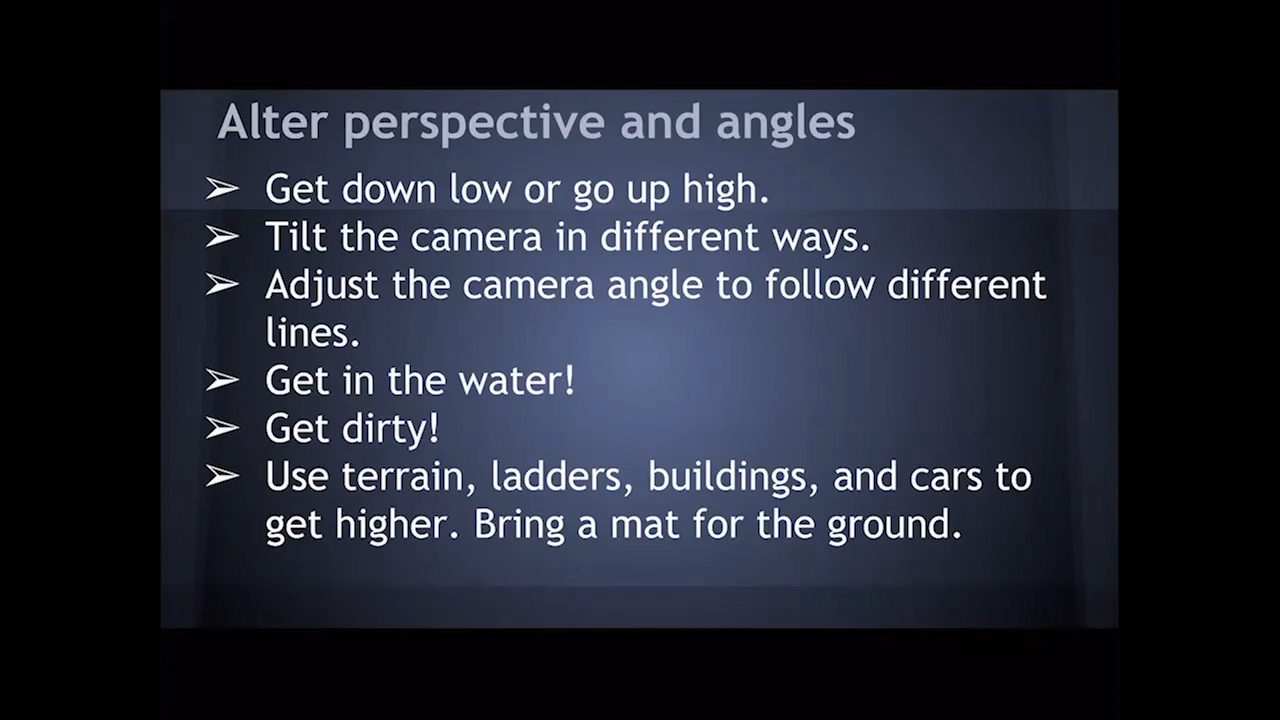 Alter perspective and angles
➢ Get down low or go up high.
➢ Tilt the camera in different ways.
➢ Adjust the camera angle to follow different
lines.
➢ Get in the water!
➢ Get dirty!
➢ Use terrain, ladders, buildings, and cars to
get higher. Bring a mat for the ground.